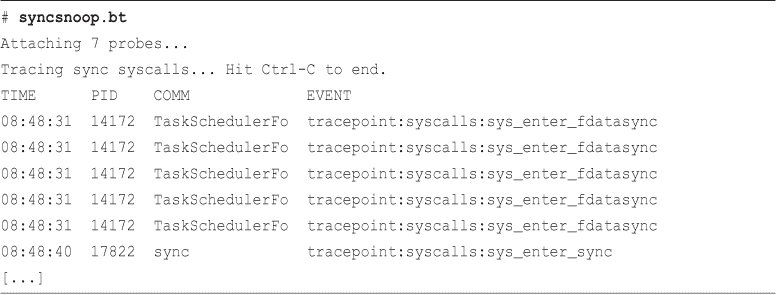 # syncsnoop.bt
Attaching 7 probes...
Tracing sync syscalls... Hit Ctrl-C to end.
TIME      PID    COMM             EVENT
08:48:31  14172  TaskSchedulerFo  tracepoint:syscalls:sys_enter_fdatasync
08:48:31  14172  TaskSchedulerFo  tracepoint:syscalls:sys_enter_fdatasync
08:48:31  14172  TaskSchedulerFo  tracepoint:syscalls:sys_enter_fdatasync
08:48:31  14172  TaskSchedulerFo  tracepoint:syscalls:sys_enter_fdatasync
08:48:31  14172  TaskSchedulerFo  tracepoint:syscalls:sys_enter_fdatasync
08:48:40  17822  sync             tracepoint:syscalls:sys_enter_sync
[...]